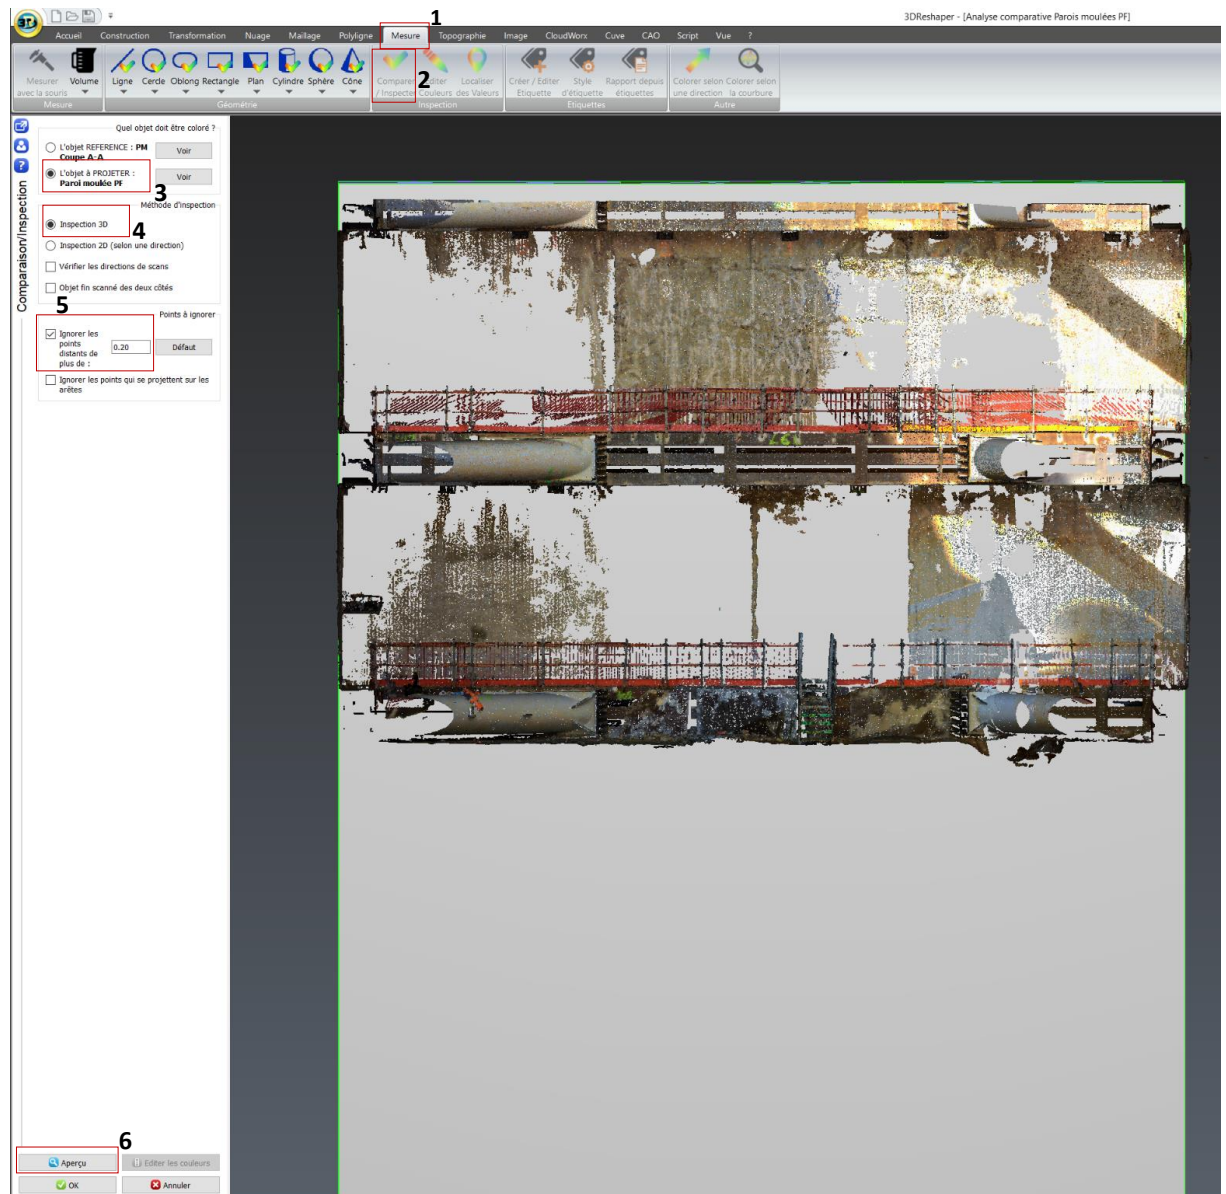 3DR
3DReshaper - [Analyse comparative Parois moulées PF]
1
Accueil Construction Transformation Nuage Maillage Polyligne Mesure Topographie Image CloudWorx Cuve CAO Script Vue ?
2
Mesurer avec la souris
Volume
Ligne Cercle Oblong Rectangle Plan Cylindre Sphère Cône
Comparer / Inspecter
Editer Couleurs
Localiser des Valeurs
Créer / Editer Etiquette
Style d'étiquette
Rapport depuis étiquettes
Colorer selon une direction
Colorer selon la courbure
Mesure Géométrie Inspection Etiquettes Autre
Comparaison/Inspection
Quel objet doit être coloré ?
L'objet REFERENCE : PM
Coupe A-A
Voir
L'objet à PROJETER :
Paroi moulée PF
Voir
3
Méthode d'inspection
Inspection 3D
4
Inspection 2D (selon une direction)
Vérifier les directions de scans
Objet fin scanné des deux côtés
5
Points à ignorer
Ignorer les
points
distants de
plus de :
0.20
Défaut
Ignorer les points qui se projettent sur les
arêtes
6
Aperçu
Editer les couleurs
OK
Annuler